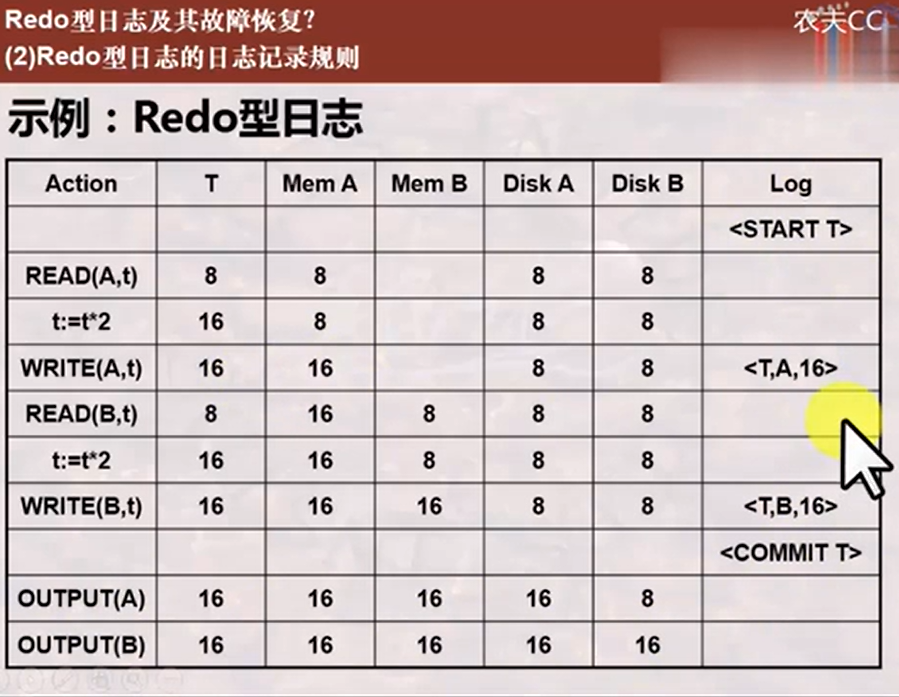 Redo型日志及其故障恢复?
农夫CC
(2)Redo型日志的日志记录规则
示例：Redo型日志
Action T Mem A Mem B Disk A Disk B Log
<START T>
READ(A,t) 8 8 8 8
t:=t*2 16 8 8 8
WRITE(A,t) 16 16 8 8 <T,A,16>
READ(B,t) 8 16 8 8 8
t:=t*2 16 16 8 8 8
WRITE(B,t) 16 16 16 8 8 <T,B,16>
<COMMIT T>
OUTPUT(A) 16 16 16 16 8
OUTPUT(B) 16 16 16 16 16